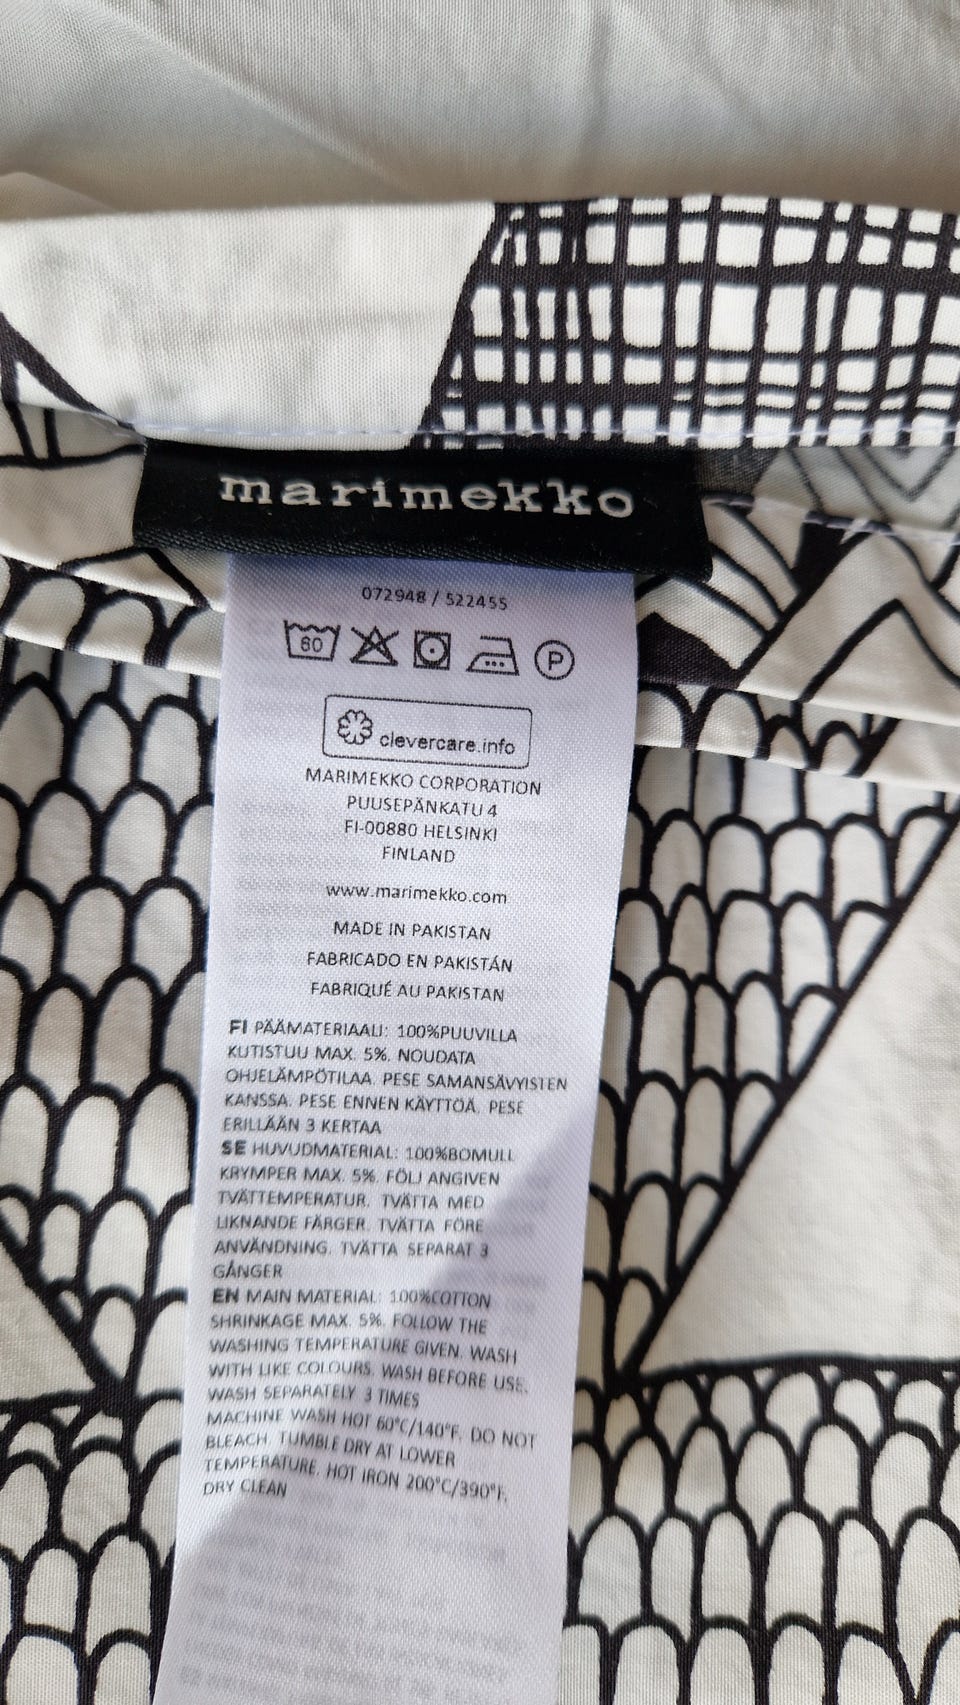 marimekko
072948 / 522455
60 P
clevercare.info
MARIMEKKO CORPORATION
PUUSEPÄNKATU 4
FI-00880 HELSINKI
FINLAND
www.marimekko.com
MADE IN PAKISTAN
FABRICADO EN PAKISTÁN
FABRIQUÉ AU PAKISTAN
FI PÄÄMATERIAALI: 100%PUUVILLA
KUTISTUU MAX. 5%. NOUDATA
OHJELÄMPÖTILAA. PESE SAMANSÄVYISTEN
KANSSA. PESE ENNEN KÄYTTÖÄ. PESE
ERILLÄÄN 3 KERTAA
SE HUVUDMATERIAL: 100%BOMULL
KRYMPER MAX. 5%. FÖLJ ANGIVEN
TVÄTTEMPERATUR. TVÄTTA MED
LIKNANDE FÄRGER. TVÄTTA FÖRE
ANVÄNDNING. TVÄTTA SEPARAT 3
GÅNGER
EN MAIN MATERIAL: 100%COTTON
SHRINKAGE MAX. 5%. FOLLOW THE
WASHING TEMPERATURE GIVEN. WASH
WITH LIKE COLOURS. WASH BEFORE USE.
WASH SEPARATELY 3 TIMES
MACHINE WASH HOT 60°C/140°F. DO NOT
BLEACH. TUMBLE DRY AT LOWER
TEMPERATURE. HOT IRON 200°C/390°F.
DRY CLEAN